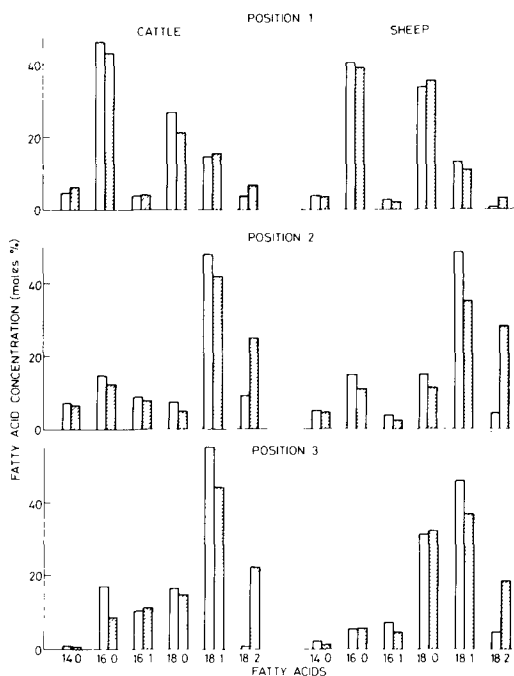 POSITION 1
CATTLE SHEEP
40
20
0
POSITION 2
40
20
0
POSITION 3
40
20
0
FATTY ACID CONCENTRATION (moles %)
14 0 16 0 16 1 18 0 18 1 18 2 14 0 16 0 16 1 18 0 18 1 18 2
FATTY ACIDS